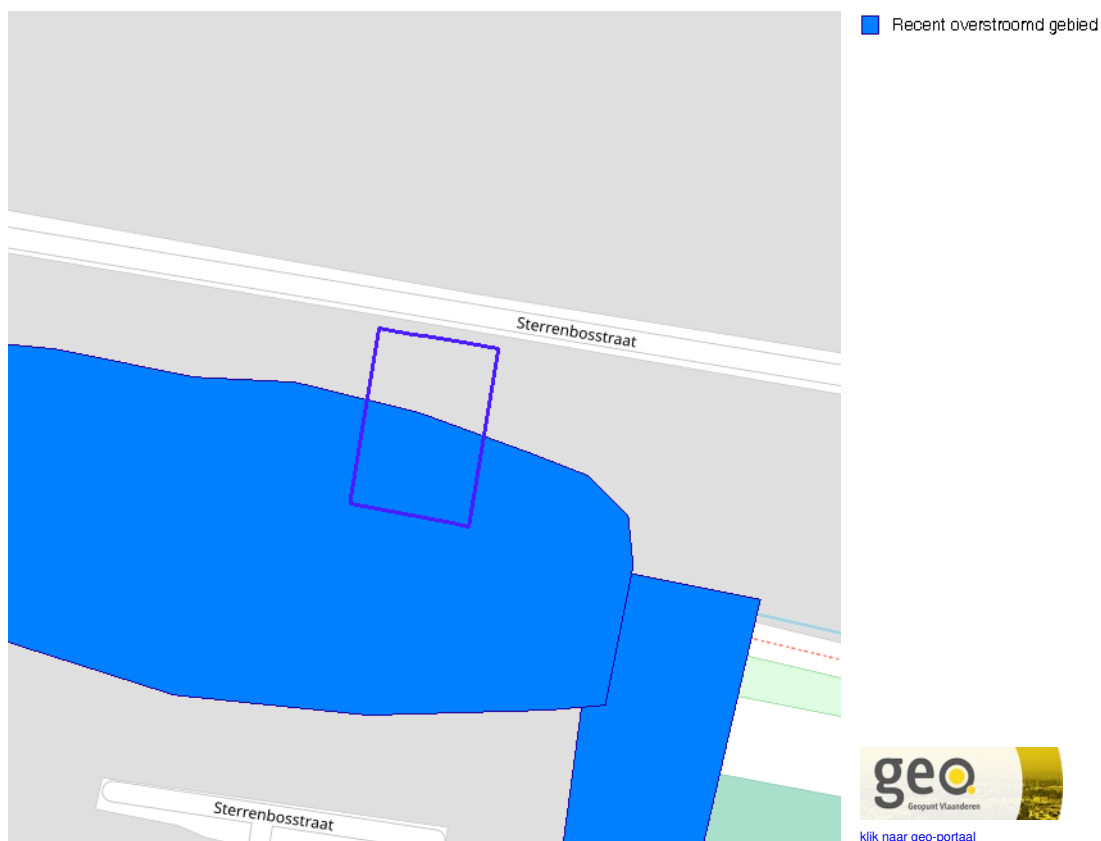 Recent overstroomd gebied
Sterrenbosstraat
Sterrenbosstraat
geo
Geopunt Vlaanderen
klik naar geo-portaal